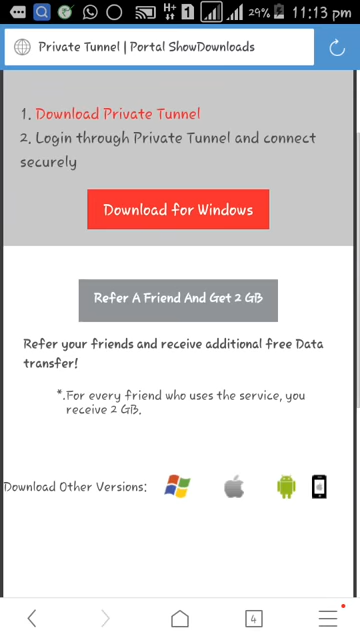 H+
1
29%
11:13 pm
Private Tunnel | Portal ShowDownloads
1. Download Private Tunnel
2. Login through Private Tunnel and connect
securely
Download for Windows
Refer A Friend And Get 2 GB
Refer your friends and receive additional free Data
transfer!
*.For every friend who uses the service, you
receive 2 GB.
Download Other Versions:
4